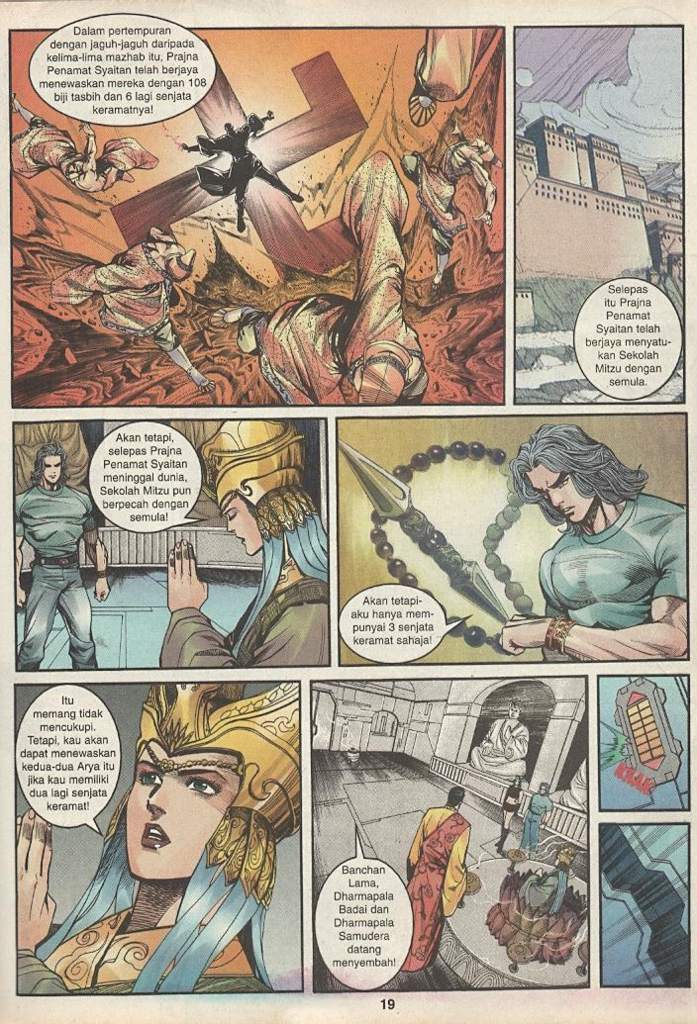 Dalam pertempuran
dengan jaguh-jaguh daripada
kelima-lima mazhab itu, Prajna
Penamat Syaitan telah berjaya
menewaskan mereka dengan 108
biji tasbih dan 6 lagi senjata
keramatnya!
Selepas
itu Prajna
Penamat
Syaitan telah
berjaya menyatu-
kan Sekolah
Mitzu dengan
semula.
Akan tetapi,
selepas Prajna
Penamat Syaitan
meninggal dunia,
Sekolah Mitzu pun
berpecah dengan
semula!
Akan tetapi-
aku hanya mem-
punyai 3 senjata
keramat sahaja!
Itu
memang tidak
mencukupi.
Tetapi, kau akan
dapat menewaskan
kedua-dua Arya itu
jika kau memiliki
dua lagi senjata
keramat!
Banchan
Lama,
Dharmapala
Badai dan
Dharmapala
Samudera
datang
menyembah!
KRAK
19